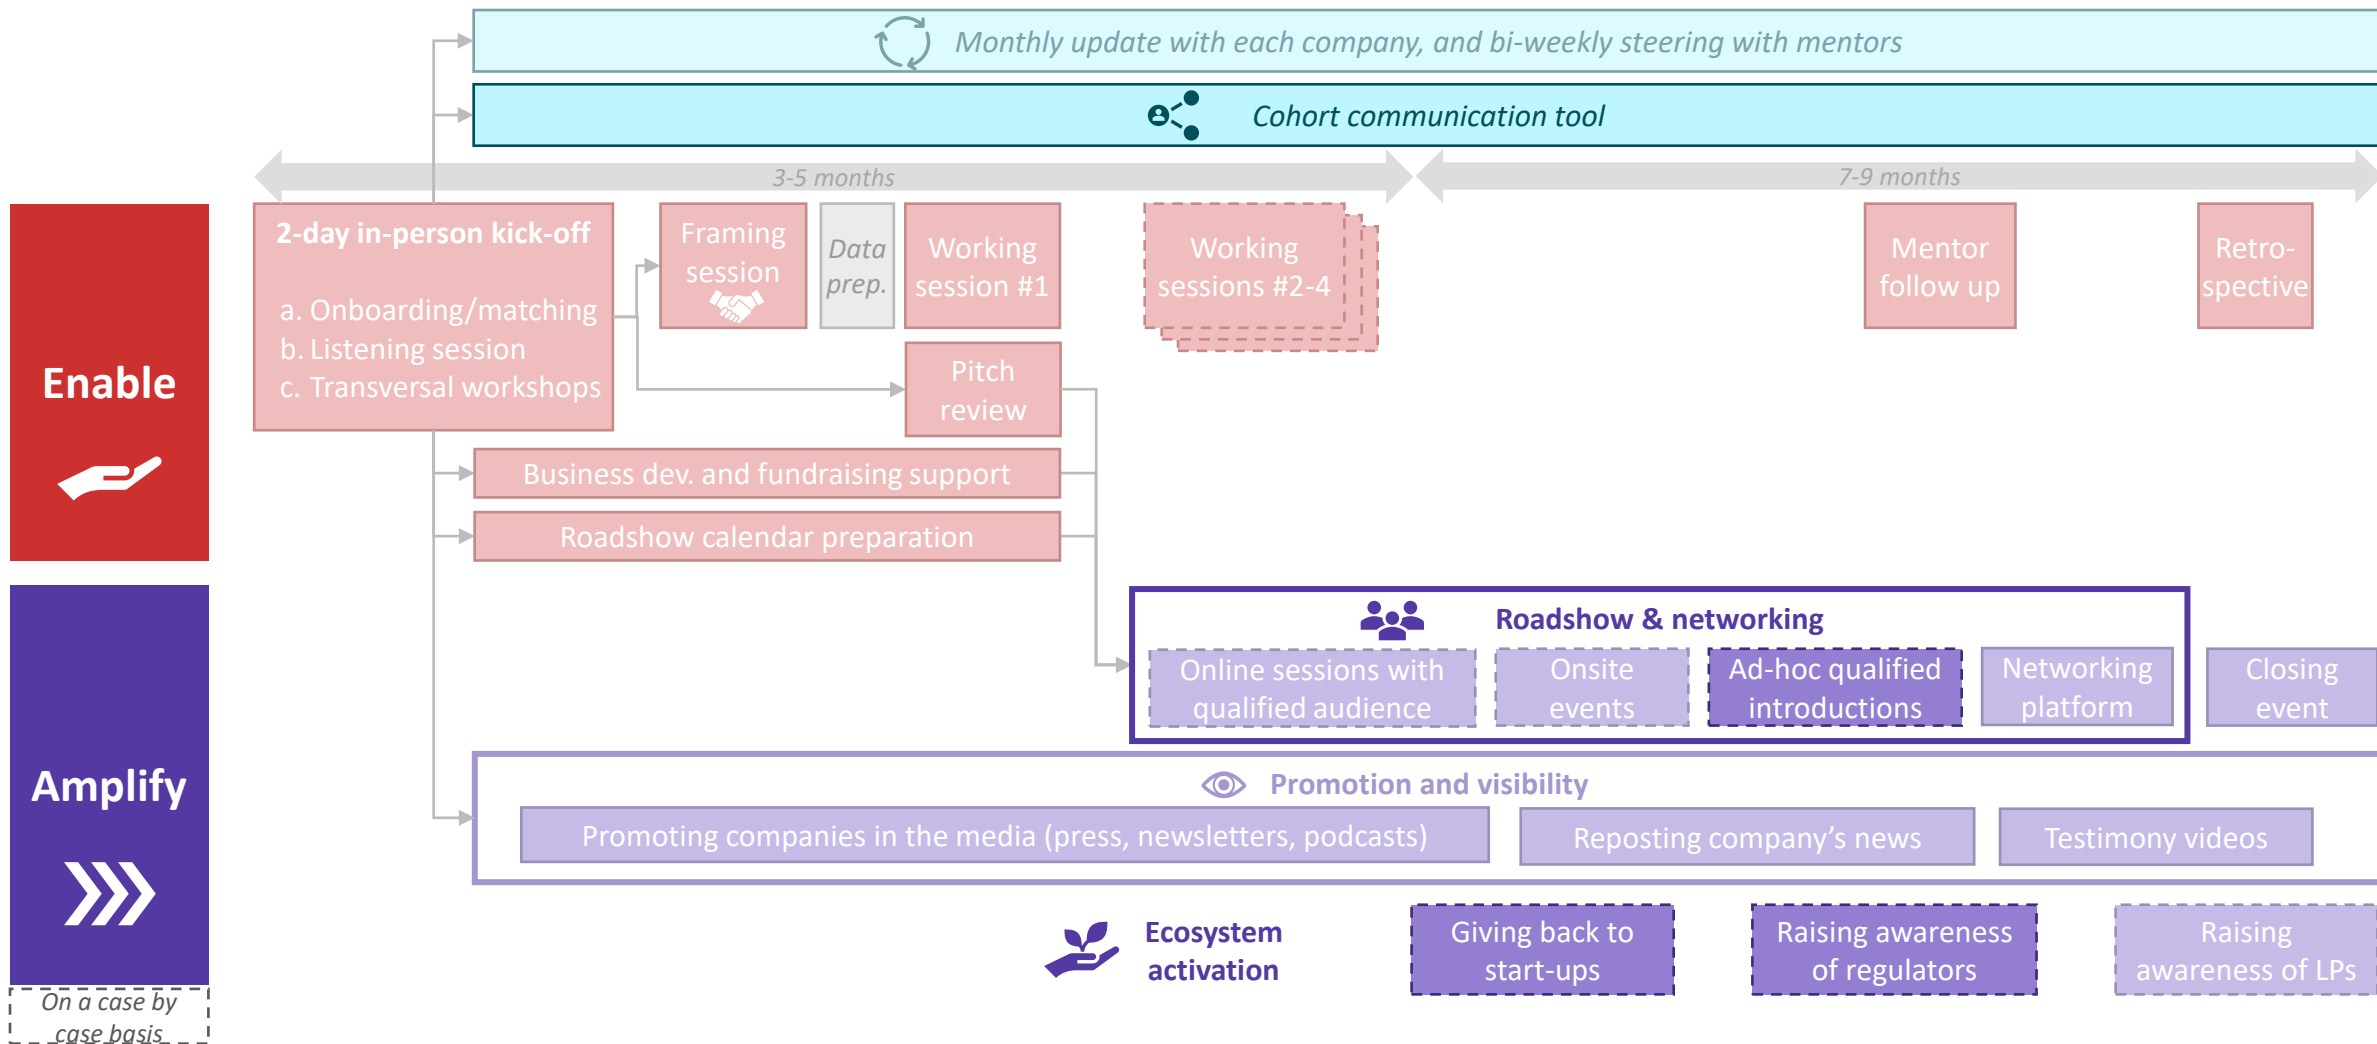 Monthly update with each company, and bi-weekly steering with mentors
Cohort communication tool
3-5 months
7-9 months
Enable
2-day in-person kick-off
a. Onboarding/matching
b. Listening session
c. Transversal workshops
Framing
session
Data
prep.
Working
session #1
Working
sessions #2-4
Mentor
follow up
Retro-
spective
Pitch
review
Business dev. and fundraising support
Roadshow calendar preparation
Amplify
Roadshow & networking
Online sessions with
qualified audience
Onsite
events
Ad-hoc qualified
introductions
Networking
platform
Closing
event
Promotion and visibility
Promoting companies in the media (press, newsletters, podcasts)
Reposting company's news
Testimony videos
Ecosystem
activation
Giving back to
start-ups
Raising awareness
of regulators
Raising
awareness of LPs
On a case by
case basis